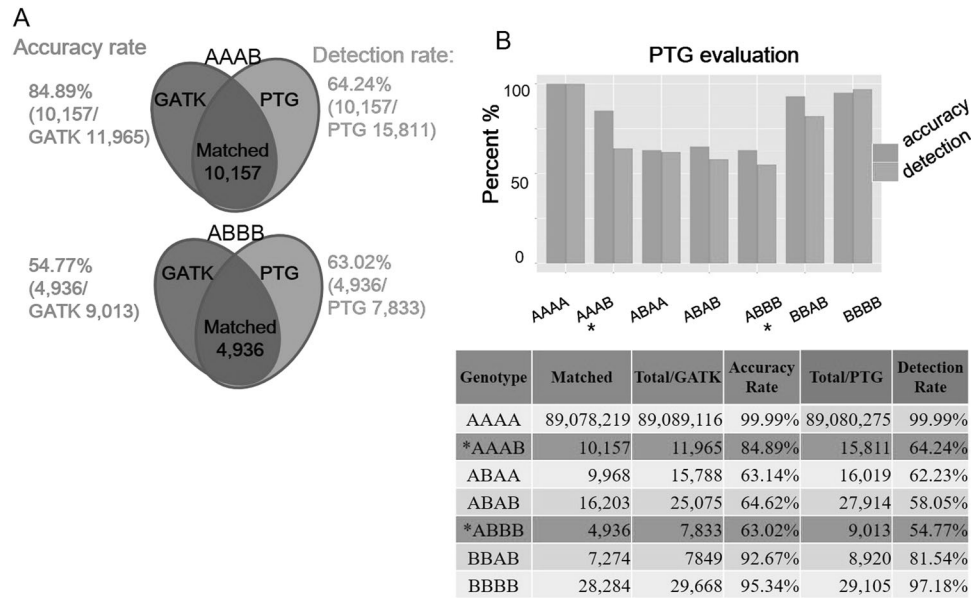 A
Accuracy rate
84.89%
(10,157/
GATK 11,965)
AAAB
GATK
PTG
Matched
10,157
Detection rate:
64.24%
(10,157/
PTG 15,811)
54.77%
(4,936/
GATK 9,013)
ABBB
GATK
PTG
Matched
4,936
63.02%
(4,936/
PTG 7,833)
B
PTG evaluation
Percent %
100
50
0
AAAA
AAAB
*
ABAA
ABAB
ABBB
*
BBAB
BBBB
accuracy
detection
Genotype Matched Total/GATK Accuracy Rate Total/PTG Detection Rate
AAAA 89,078,219 89,089,116 99.99% 89,080,275 99.99%
*AAAB 10,157 11,965 84.89% 15,811 64.24%
ABAA 9,968 15,788 63.14% 16,019 62.23%
ABAB 16,203 25,075 64.62% 27,914 58.05%
*ABBB 4,936 7,833 63.02% 9,013 54.77%
BBAB 7,274 7849 92.67% 8,920 81.54%
BBBB 28,284 29,668 95.34% 29,105 97.18%